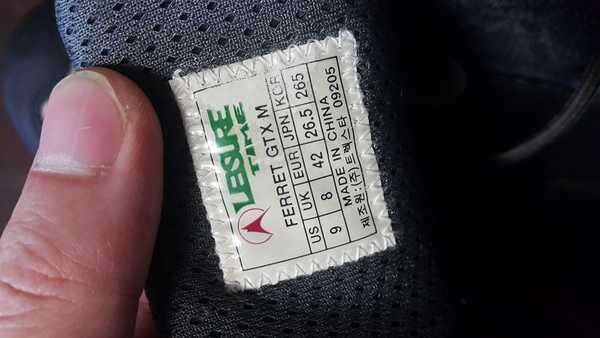 LEISURE
TIME
FERRET GTX M
US UK EUR JPN KOR
9 8 42 26.5 265
MADE IN CHINA
제조원:(주)트렉스타 09205